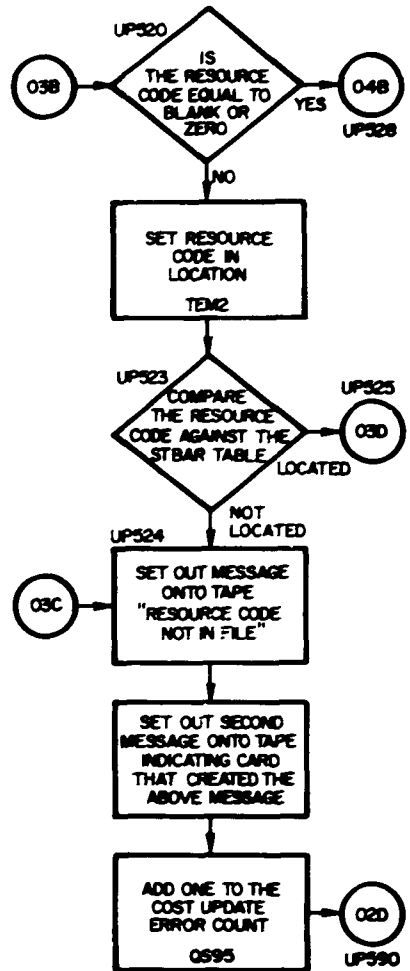 UP520
IS
THE RESOURCE
CODE EQUAL TO
BLANK OR
ZERO
03B
YES
04B
UP528
NO
SET RESOURCE
CODE IN
LOCATION
TEM2
UP523
COMPARE
THE RESOURCE
CODE AGAINST THE
STBAR TABLE
UP525
03D
LOCATED
NOT
LOCATED
UP524
03C
SET OUT MESSAGE
ONTO TAPE
"RESOURCE CODE
NOT IN FILE"
SET OUT SECOND
MESSAGE ONTO TAPE
INDICATING CARD
THAT CREATED THE
ABOVE MESSAGE
ADD ONE TO THE
COST UPDATE
ERROR COUNT
QS95
02D
UP590